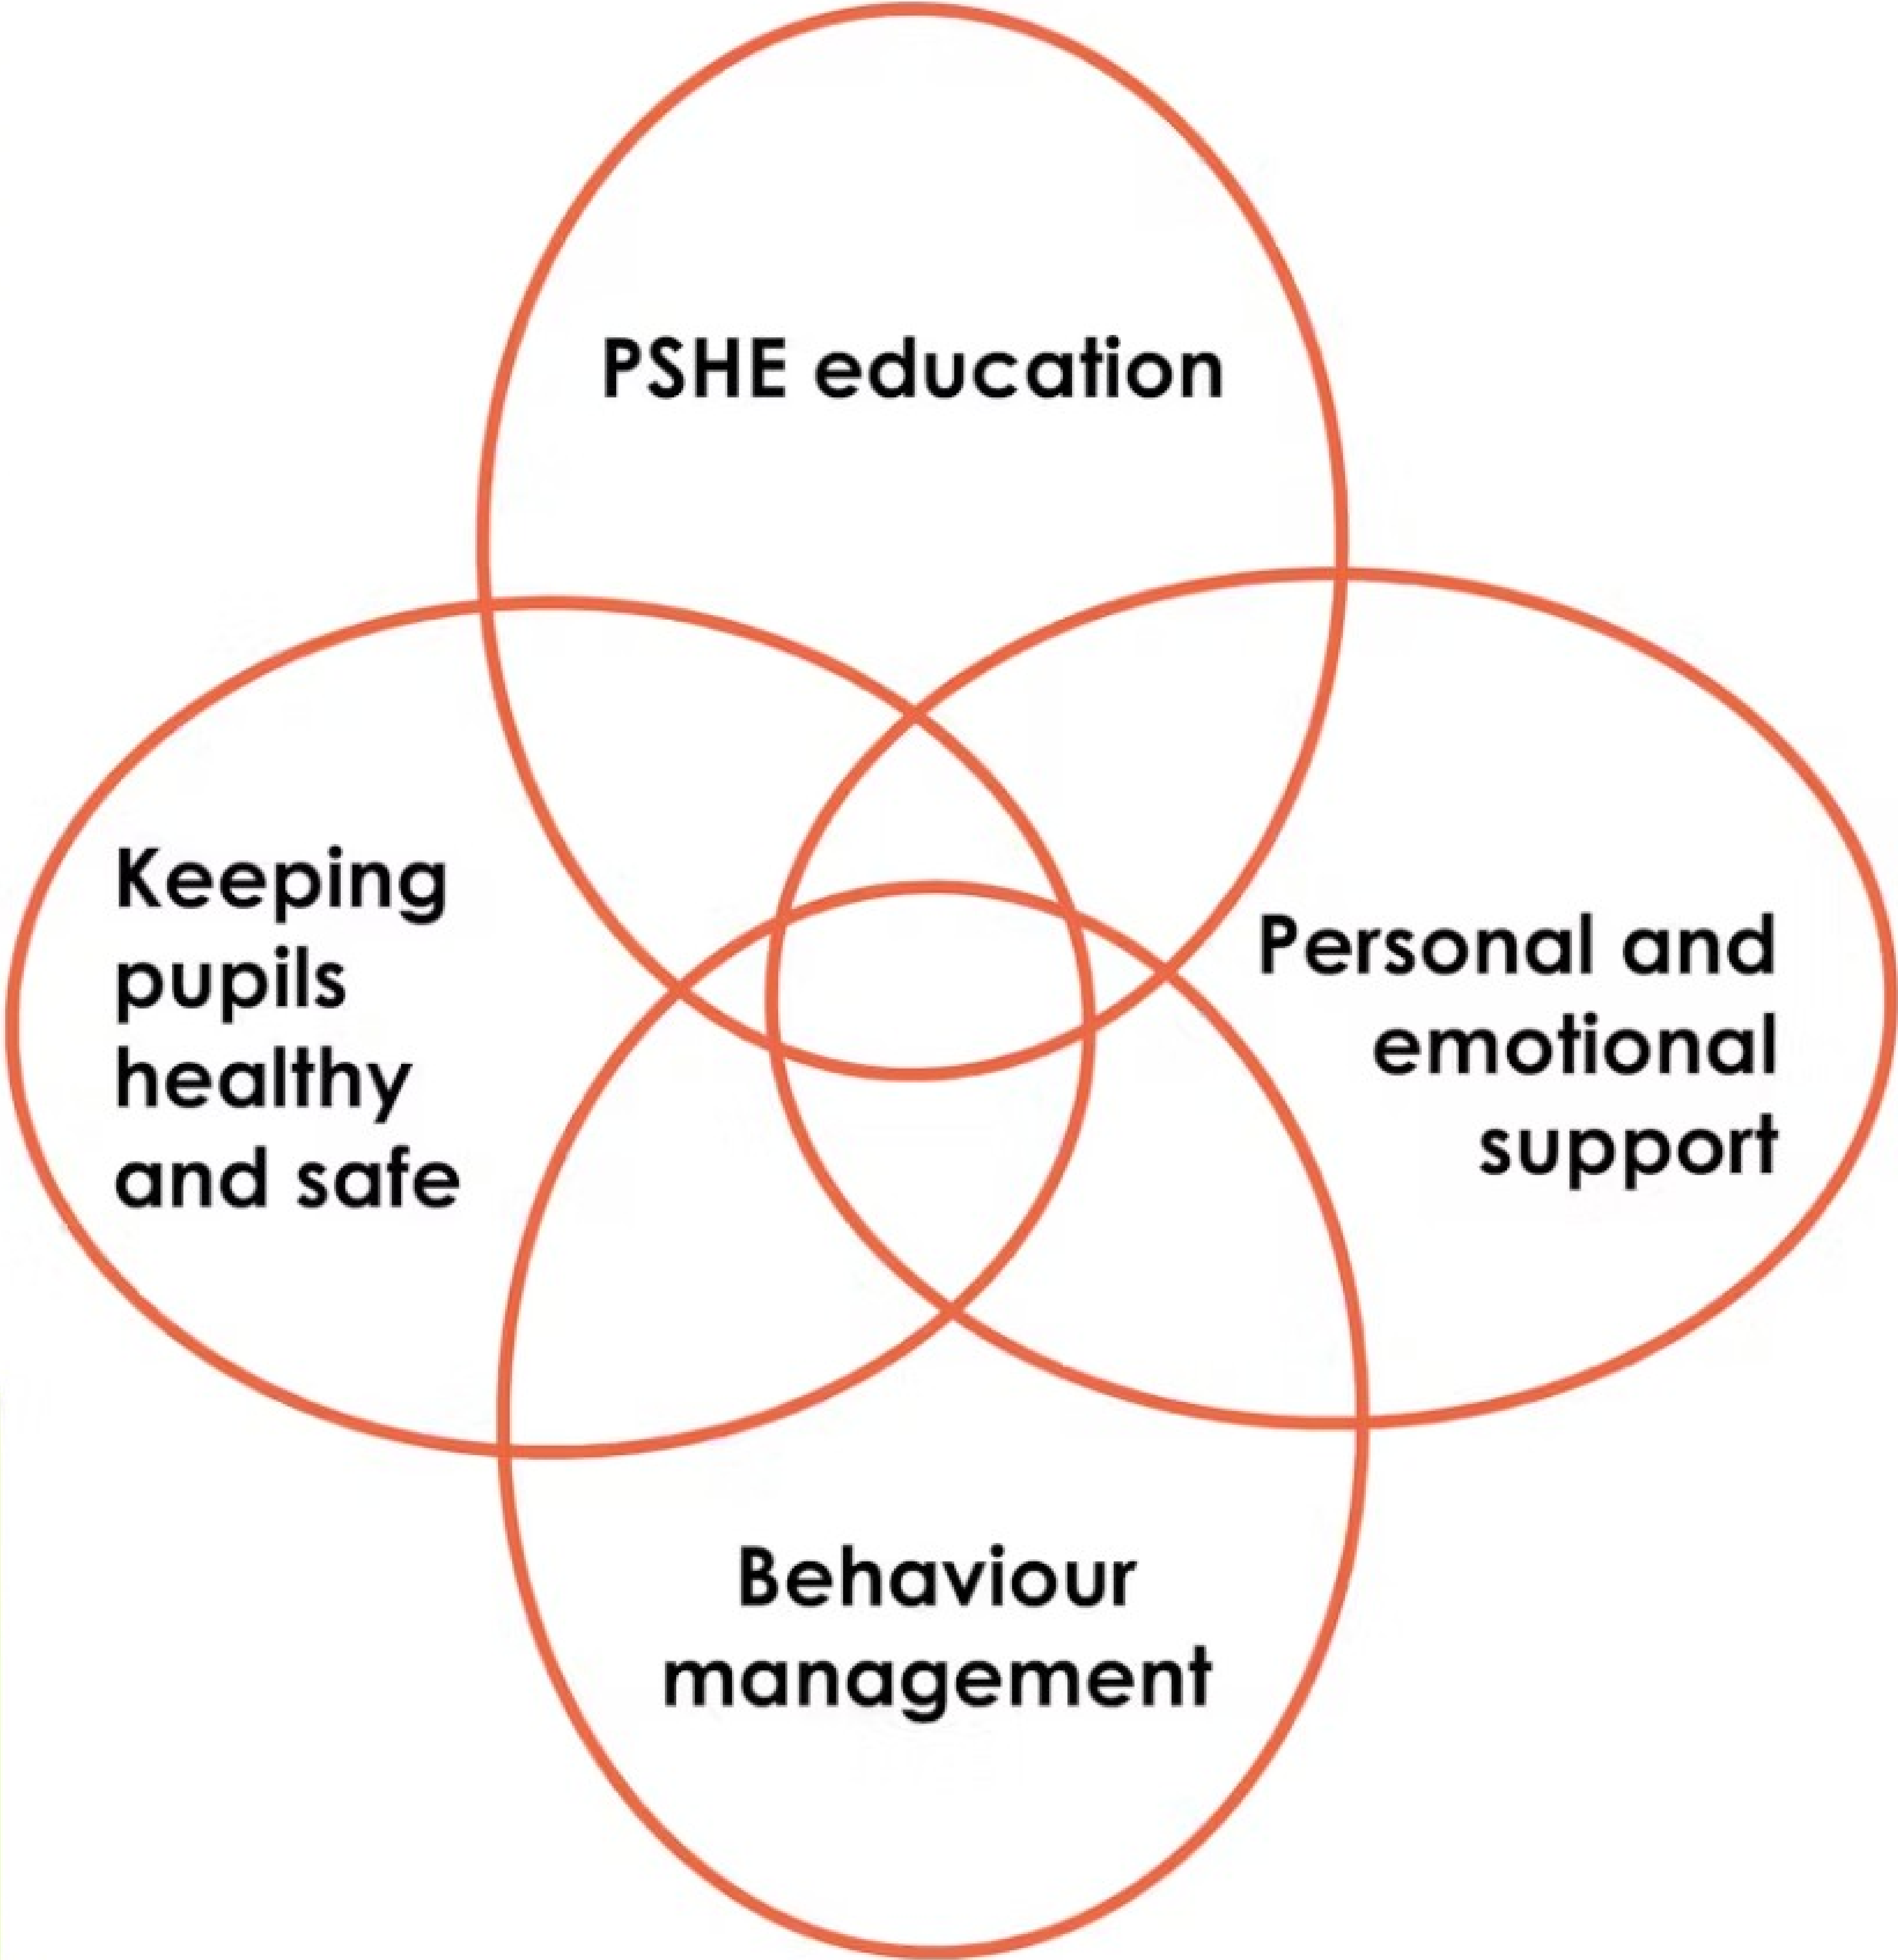 PSHE education
Keeping
pupils
healthy
and safe
Personal and
emotional
support
Behaviour
management